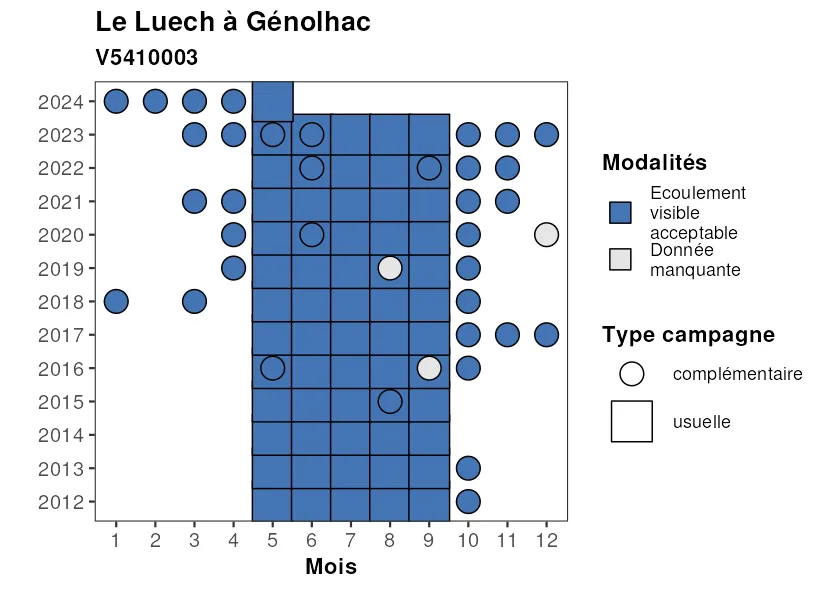 Le Luech à Génolhac
V5410003
2024
2023
2022
2021
2020
2019
2018
2017
2016
2015
2014
2013
2012
1 2 3 4 5 6 7 8 9 10 11 12
Mois
Modalités
Ecoulement
visible
acceptable
Donnée
manquante
Type campagne
complémentaire
usuelle